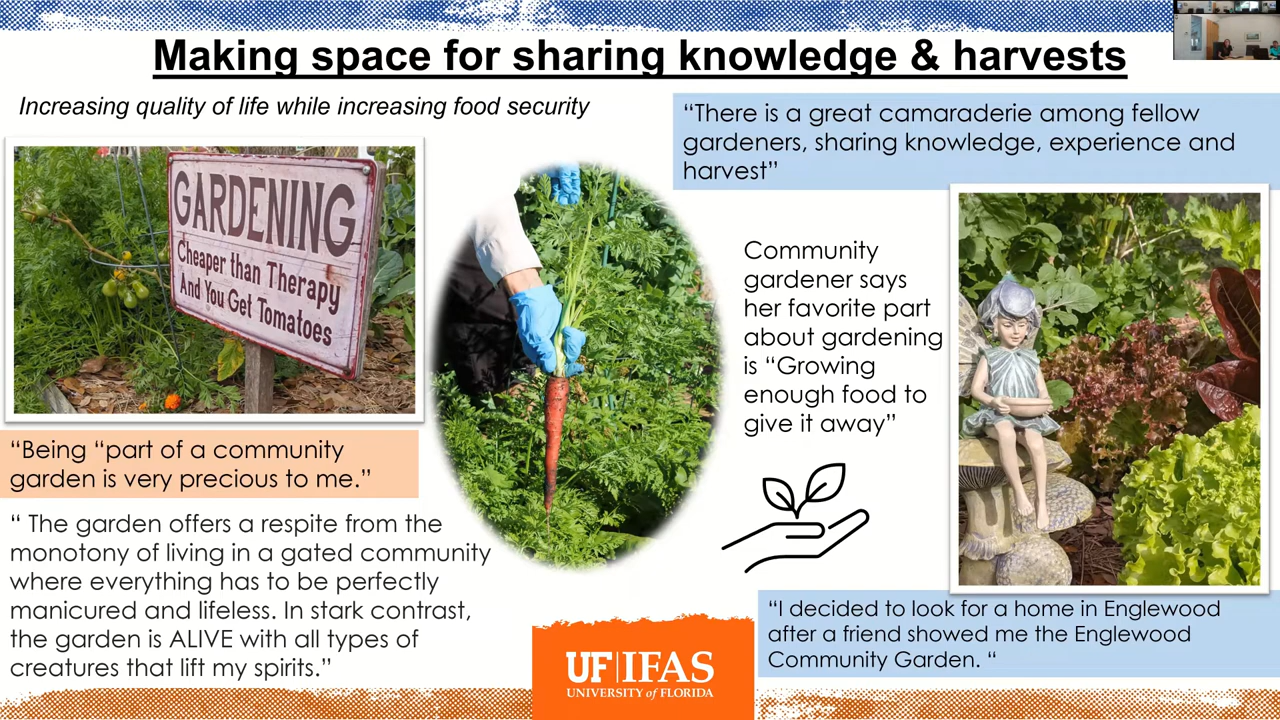 Making space for sharing knowledge & harvests
Increasing quality of life while increasing food security
GARDENING
Cheaper than Therapy
And You Get Tomatoes
“Being “part of a community
garden is very precious to me.”
“ The garden offers a respite from the
monotony of living in a gated community
where everything has to be perfectly
manicured and lifeless. In stark contrast,
the garden is ALIVE with all types of
creatures that lift my spirits.”
“There is a great camaraderie among fellow
gardeners, sharing knowledge, experience and
harvest”
Community
gardener says
her favorite part
about gardening
is “Growing
enough food to
give it away”
“I decided to look for a home in Englewood
after a friend showed me the Englewood
Community Garden. “
UF|IFAS
UNIVERSITY of FLORIDA